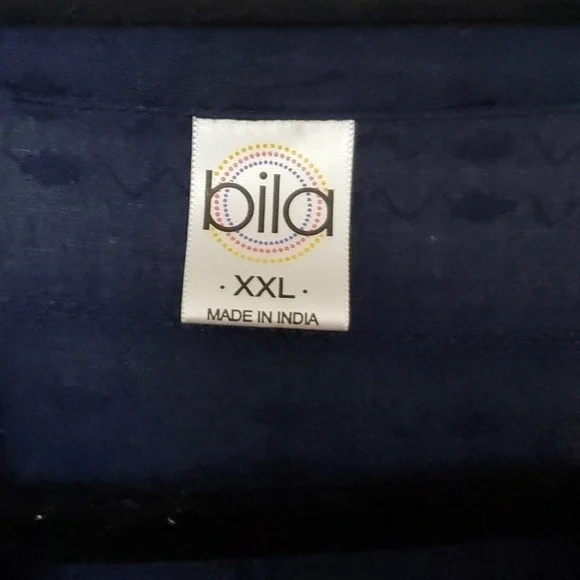 bila
· XXL ·
MADE IN INDIA